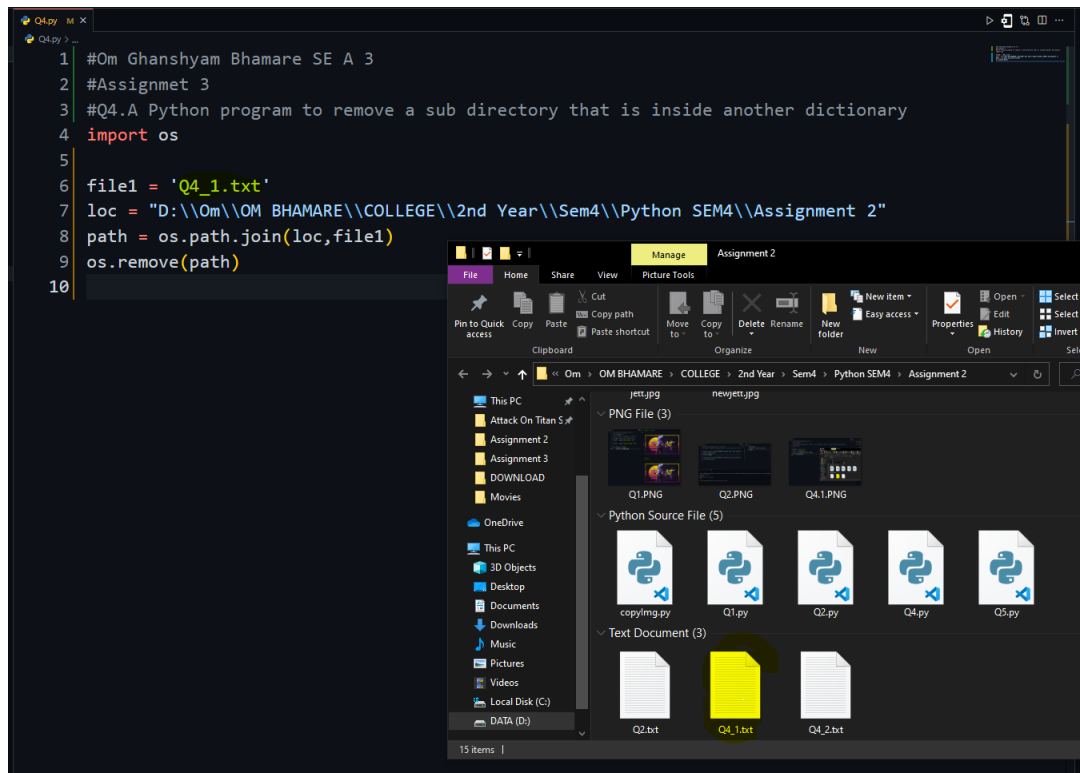 Q4.py M ×
Q4.py > ...
1 #Om Ghanshyam Bhamare SE A 3
2 #Assignmet 3
3 #Q4.A Python program to remove a sub directory that is inside another dictionary
4 import os
5
6 file1 = 'Q4_1.txt'
7 loc = "D:\\Om\\OM BHAMARE\\COLLEGE\\2nd Year\\Sem4\\Python SEM4\\Assignment 2"
8 path = os.path.join(loc,file1)
9 os.remove(path)
10
Manage Assignment 2
File Home Share View Picture Tools
Pin to Quick access
Copy
Paste
Cut
Copy path
Paste shortcut
Clipboard
Move to
Copy to
Delete
Rename
Organize
New folder
New item
Easy access
New
Properties
Open
Edit
History
Open
Select
Select
Invert
Sel
« Om › OM BHAMARE › COLLEGE › 2nd Year › Sem4 › Python SEM4 › Assignment 2
This PC
Attack On Titan S
Assignment 2
Assignment 3
DOWNLOAD
Movies
OneDrive
This PC
3D Objects
Desktop
Documents
Downloads
Music
Pictures
Videos
Local Disk (C:)
DATA (D:)
jett.jpg newjett.jpg
PNG File (3)
Q1.PNG Q2.PNG Q4.1.PNG
Python Source File (5)
copyImg.py Q1.py Q2.py Q4.py Q5.py
Text Document (3)
Q2.txt Q4_1.txt Q4_2.txt
15 items